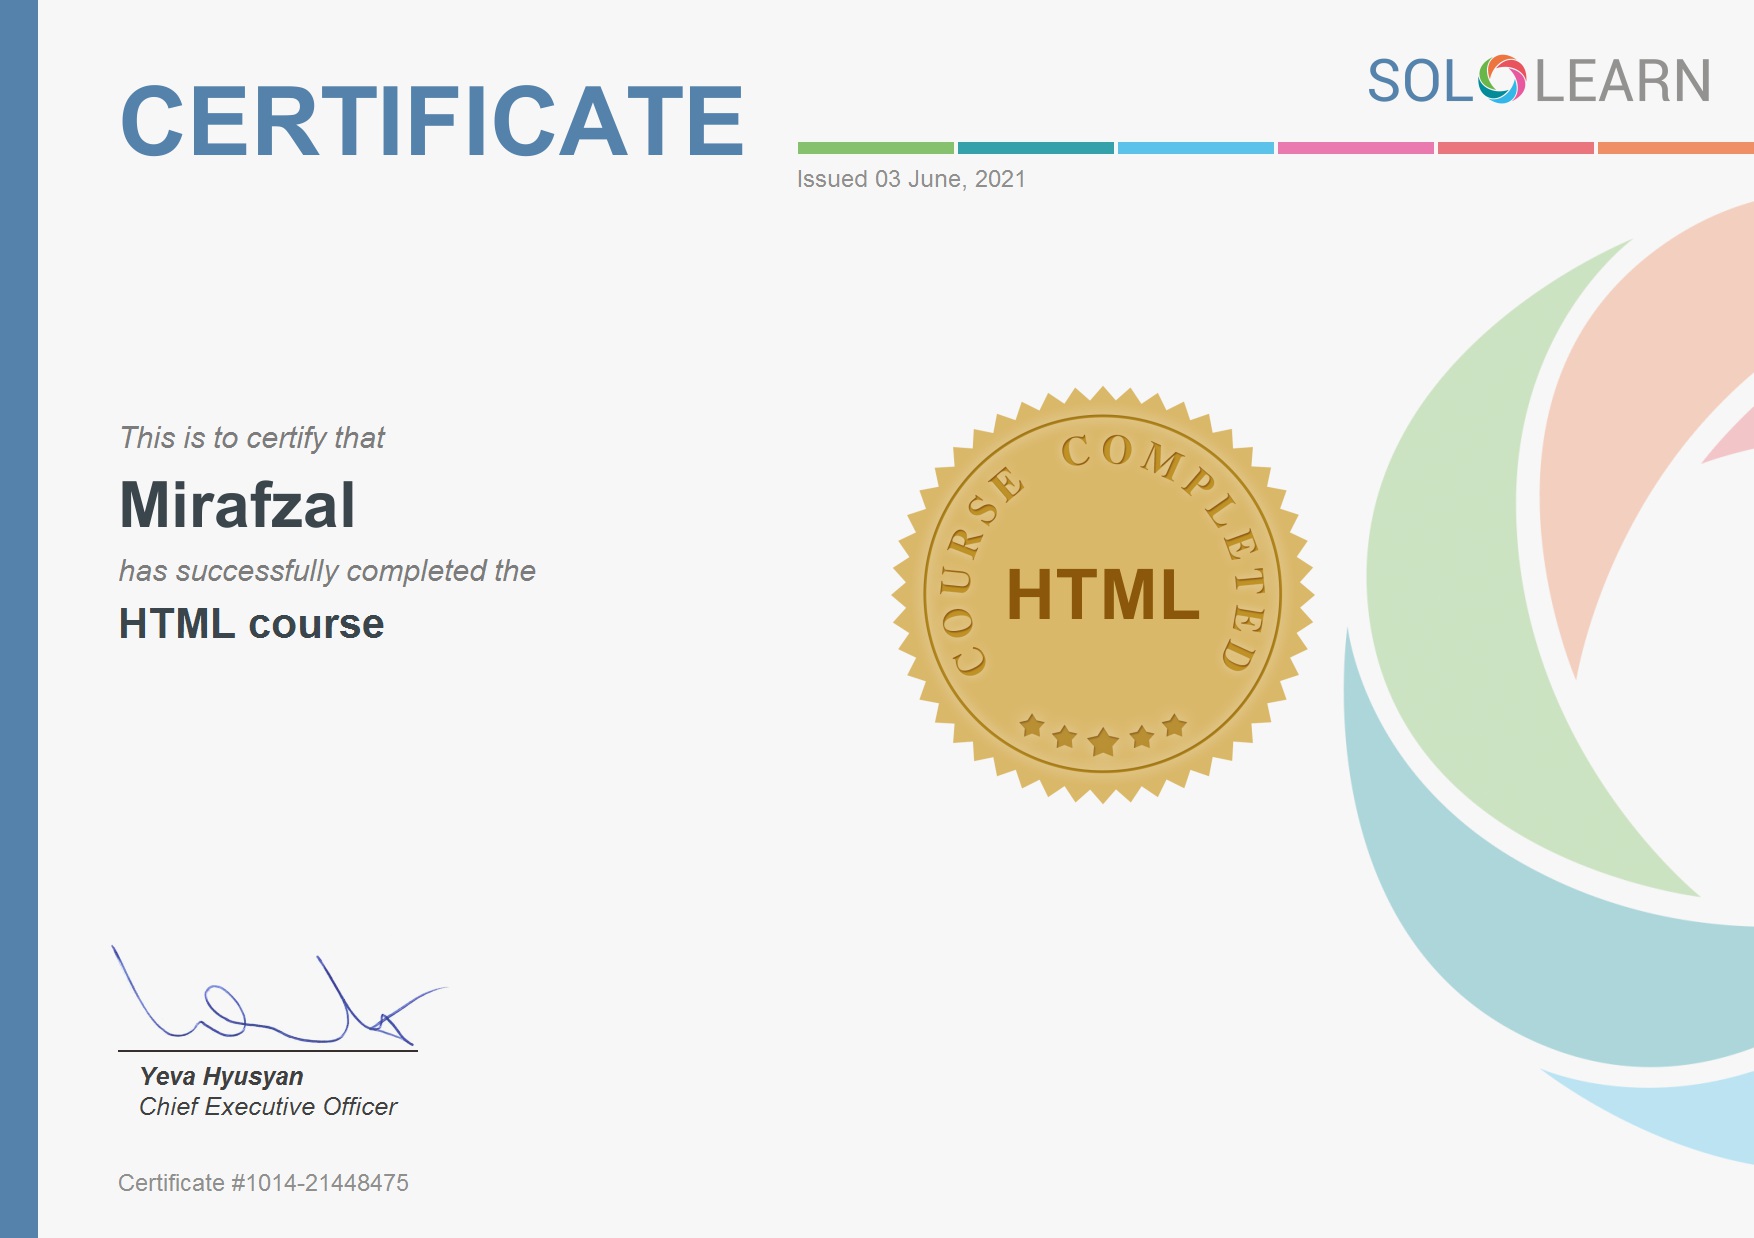 CERTIFICATE
SOLOLEARN
Issued 03 June, 2021
This is to certify that
Mirafzal
has successfully completed the
HTML course
COURSE COMPLETED
HTML
Yeva Hyusyan
Chief Executive Officer
Certificate #1014-21448475